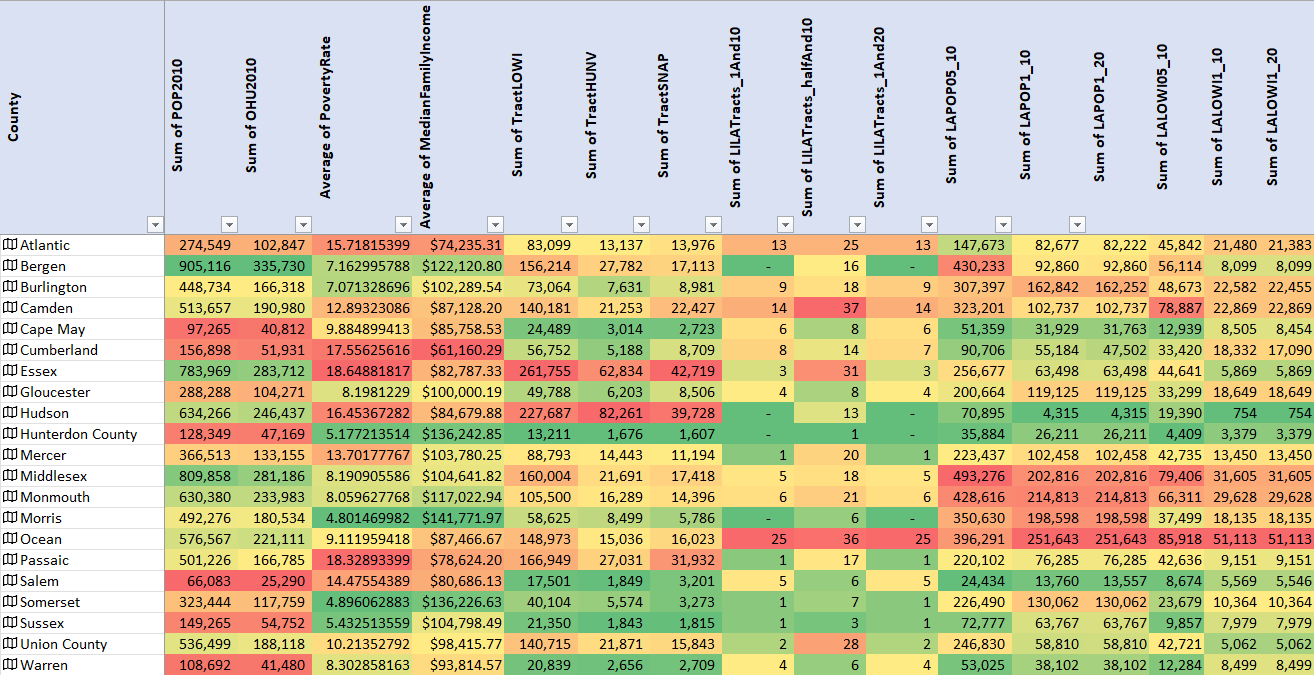 County Sum of POP2010 Sum of OHU2010 Average of PovertyRate Average of MedianFamilyIncome Sum of TractLOWI Sum of TractHUNV Sum of TractSNAP Sum of LILATracts_1And10 Sum of LILATracts_halfAnd10 Sum of LILATracts_1And20 Sum of LAPOP05_10 Sum of LAPOP1_10 Sum of LAPOP1_20 Sum of LALOWI05_10 Sum of LALOWI1_10 Sum of LALOWI1_20
Atlantic 274,549 102,847 15.71815399 $74,235.31 83,099 13,137 13,976 13 25 13 147,673 82,677 82,222 45,842 21,480 21,383
Bergen 905,116 335,730 7.162995788 $122,120.80 156,214 27,782 17,113 - 16 - 430,233 92,860 92,860 56,114 8,099 8,099
Burlington 448,734 166,318 7.071328696 $102,289.54 73,064 7,631 8,981 9 18 9 307,397 162,842 162,252 48,673 22,582 22,455
Camden 513,657 190,980 12.89323086 $87,128.20 140,181 21,253 22,427 14 37 14 323,201 102,737 102,737 78,887 22,869 22,869
Cape May 97,265 40,812 9.884899413 $85,758.53 24,489 3,014 2,723 6 8 6 51,359 31,929 31,763 12,939 8,505 8,454
Cumberland 156,898 51,931 17.55625616 $61,160.29 56,752 5,188 8,709 8 14 7 90,706 55,184 47,502 33,420 18,332 17,090
Essex 783,969 283,712 18.64881817 $82,787.33 261,755 62,834 42,719 3 31 3 256,677 63,498 63,498 44,641 5,869 5,869
Gloucester 288,288 104,271 8.1981229 $100,000.19 49,788 6,203 8,506 4 8 4 200,664 119,125 119,125 33,299 18,649 18,649
Hudson 634,266 246,437 16.45367282 $84,679.88 227,687 82,261 39,728 - 13 - 70,895 4,315 4,315 19,390 754 754
Hunterdon County 128,349 47,169 5.177213514 $136,242.85 13,211 1,676 1,607 - 1 - 35,884 26,211 26,211 4,409 3,379 3,379
Mercer 366,513 133,155 13.70177767 $103,780.25 88,793 14,443 11,194 1 20 1 223,437 102,458 102,458 42,735 13,450 13,450
Middlesex 809,858 281,186 8.190905586 $104,641.82 160,004 21,691 17,418 5 18 5 493,276 202,816 202,816 79,406 31,605 31,605
Monmouth 630,380 233,983 8.059627768 $117,022.94 105,500 16,289 14,396 6 21 6 428,616 214,813 214,813 66,311 29,628 29,628
Morris 492,276 180,534 4.801469982 $141,771.97 58,625 8,499 5,786 - 6 - 350,630 198,598 198,598 37,499 18,135 18,135
Ocean 576,567 221,111 9.111959418 $87,466.67 148,973 15,036 16,023 25 36 25 396,291 251,643 251,643 85,918 51,113 51,113
Passaic 501,226 166,785 18.32893399 $78,624.20 166,949 27,031 31,932 1 17 1 220,102 76,285 76,285 42,636 9,151 9,151
Salem 66,083 25,290 14.47554389 $80,686.13 17,501 1,849 3,201 5 6 5 24,434 13,760 13,557 8,674 5,569 5,546
Somerset 323,444 117,759 4.896062883 $136,226.63 40,104 5,574 3,273 1 7 1 226,490 130,062 130,062 23,679 10,364 10,364
Sussex 149,265 54,752 5.432513559 $104,798.49 21,350 1,843 1,815 1 3 1 72,777 63,767 63,767 9,857 7,979 7,979
Union County 536,499 188,118 10.21352792 $98,415.77 140,715 21,871 15,843 2 28 2 246,830 58,810 58,810 42,721 5,062 5,062
Warren 108,692 41,480 8.302858163 $93,814.57 20,839 2,656 2,709 4 6 4 53,025 38,102 38,102 12,284 8,499 8,499